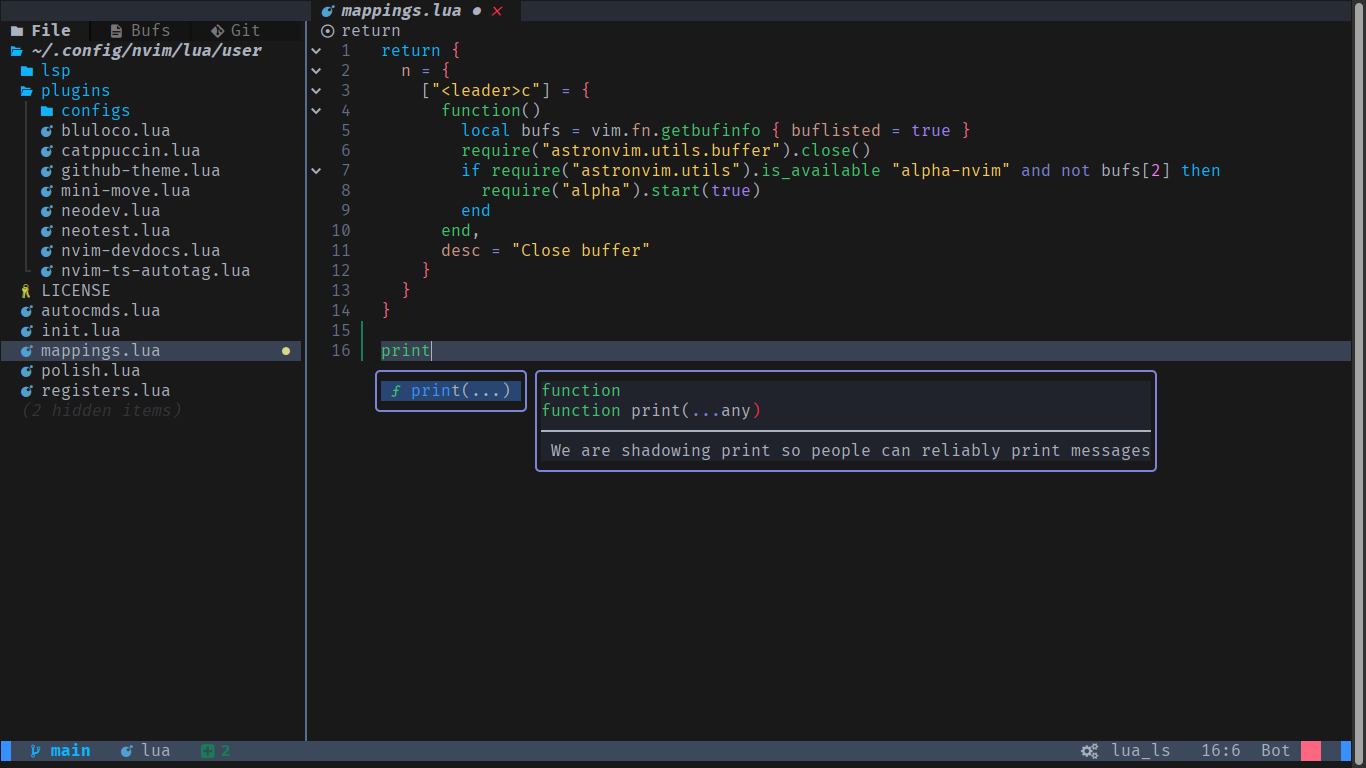 mappings.lua ● ✕
File Bufs Git
~/.config/nvim/lua/user
lsp
plugins
configs
bluloco.lua
catppuccin.lua
github-theme.lua
mini-move.lua
neodev.lua
neotest.lua
nvim-devdocs.lua
nvim-ts-autotag.lua
LICENSE
autocmds.lua
init.lua
mappings.lua ●
polish.lua
registers.lua
(2 hidden items)
return
1 return {
2   n = {
3     ["<leader>c"] = {
4       function()
5         local bufs = vim.fn.getbufinfo { buflisted = true }
6         require("astronvim.utils.buffer").close()
7         if require("astronvim.utils").is_available "alpha-nvim" and not bufs[2] then
8           require("alpha").start(true)
9         end
10       end,
11       desc = "Close buffer"
12     }
13   }
14 }
15
16 print
ƒ print(...)
function
function print(...any)
We are shadowing print so people can reliably print messages
main lua 2 lua_ls 16:6 Bot